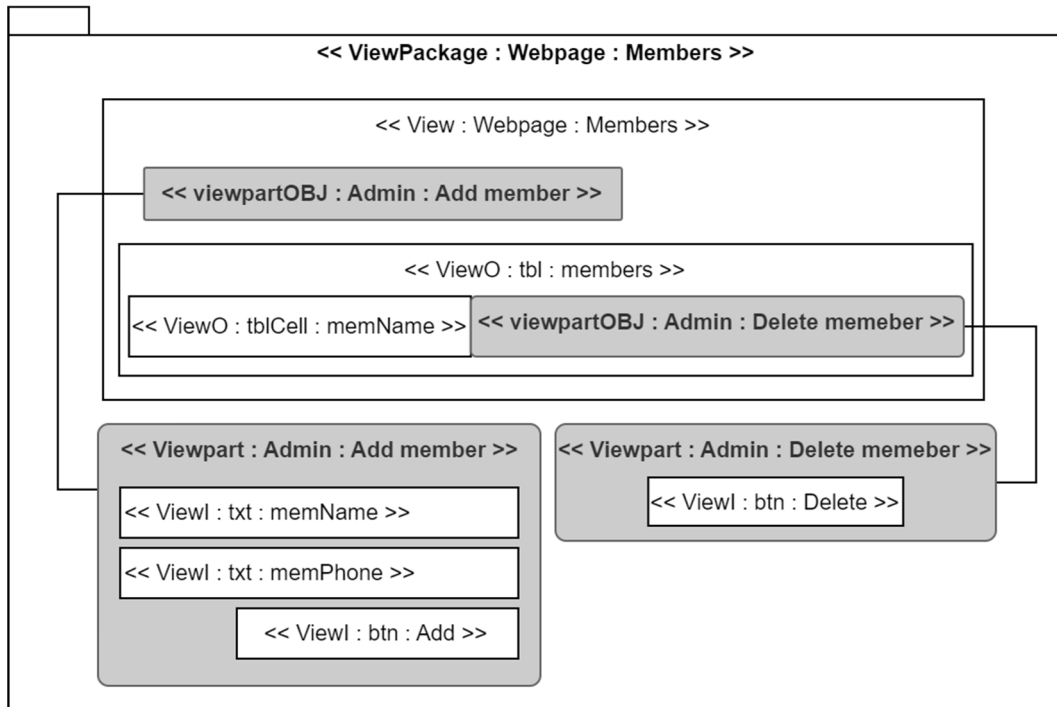 << ViewPackage : Webpage : Members >>
<< View : Webpage : Members >>
<< viewpartOBJ : Admin : Add member >>
<< ViewO : tbl : members >>
<< ViewO : tblCell : memName >>
<< viewpartOBJ : Admin : Delete memeber >>
<< Viewpart : Admin : Add member >>
<< ViewI : txt : memName >>
<< ViewI : txt : memPhone >>
<< ViewI : btn : Add >>
<< Viewpart : Admin : Delete memeber >>
<< ViewI : btn : Delete >>